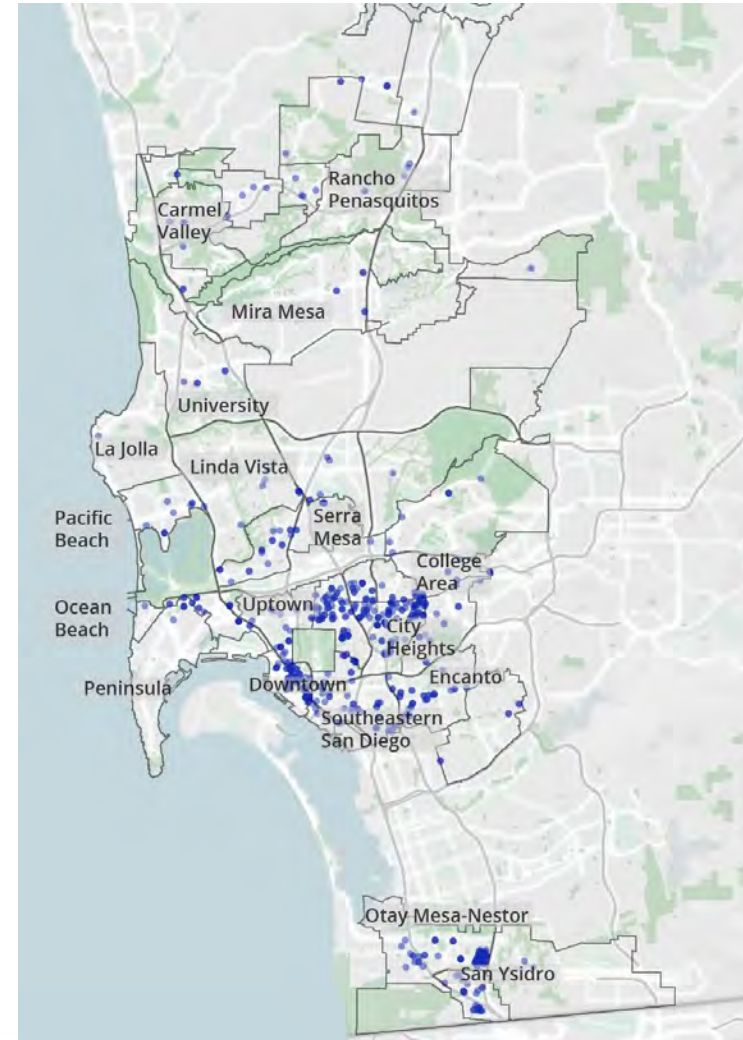 Rancho
Penasquitos
Carmel
Valley
Mira Mesa
University
La Jolla
Linda Vista
Pacific
Beach
Serra
Mesa
College
Area
Ocean
Beach
Uptown
City
Heights
Peninsula
Downtown
Encanto
Southeastern
San Diego
Otay Mesa-Nestor
San Ysidro